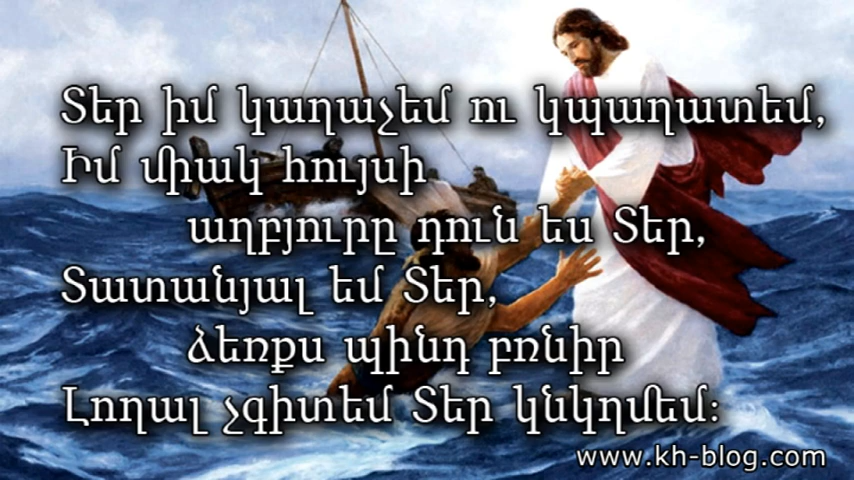 Տեր իմ կաղաչեմ ու կպաղատեմ,
Իմ միակ հույսի
աղբյուրը դուն ես Տեր,
Տատանյալ եմ Տեր,
ձեռքս պինդ բռնիր
Լողալ չգիտեմ Տեր կնկղմեմ։
www.kh-blog.com